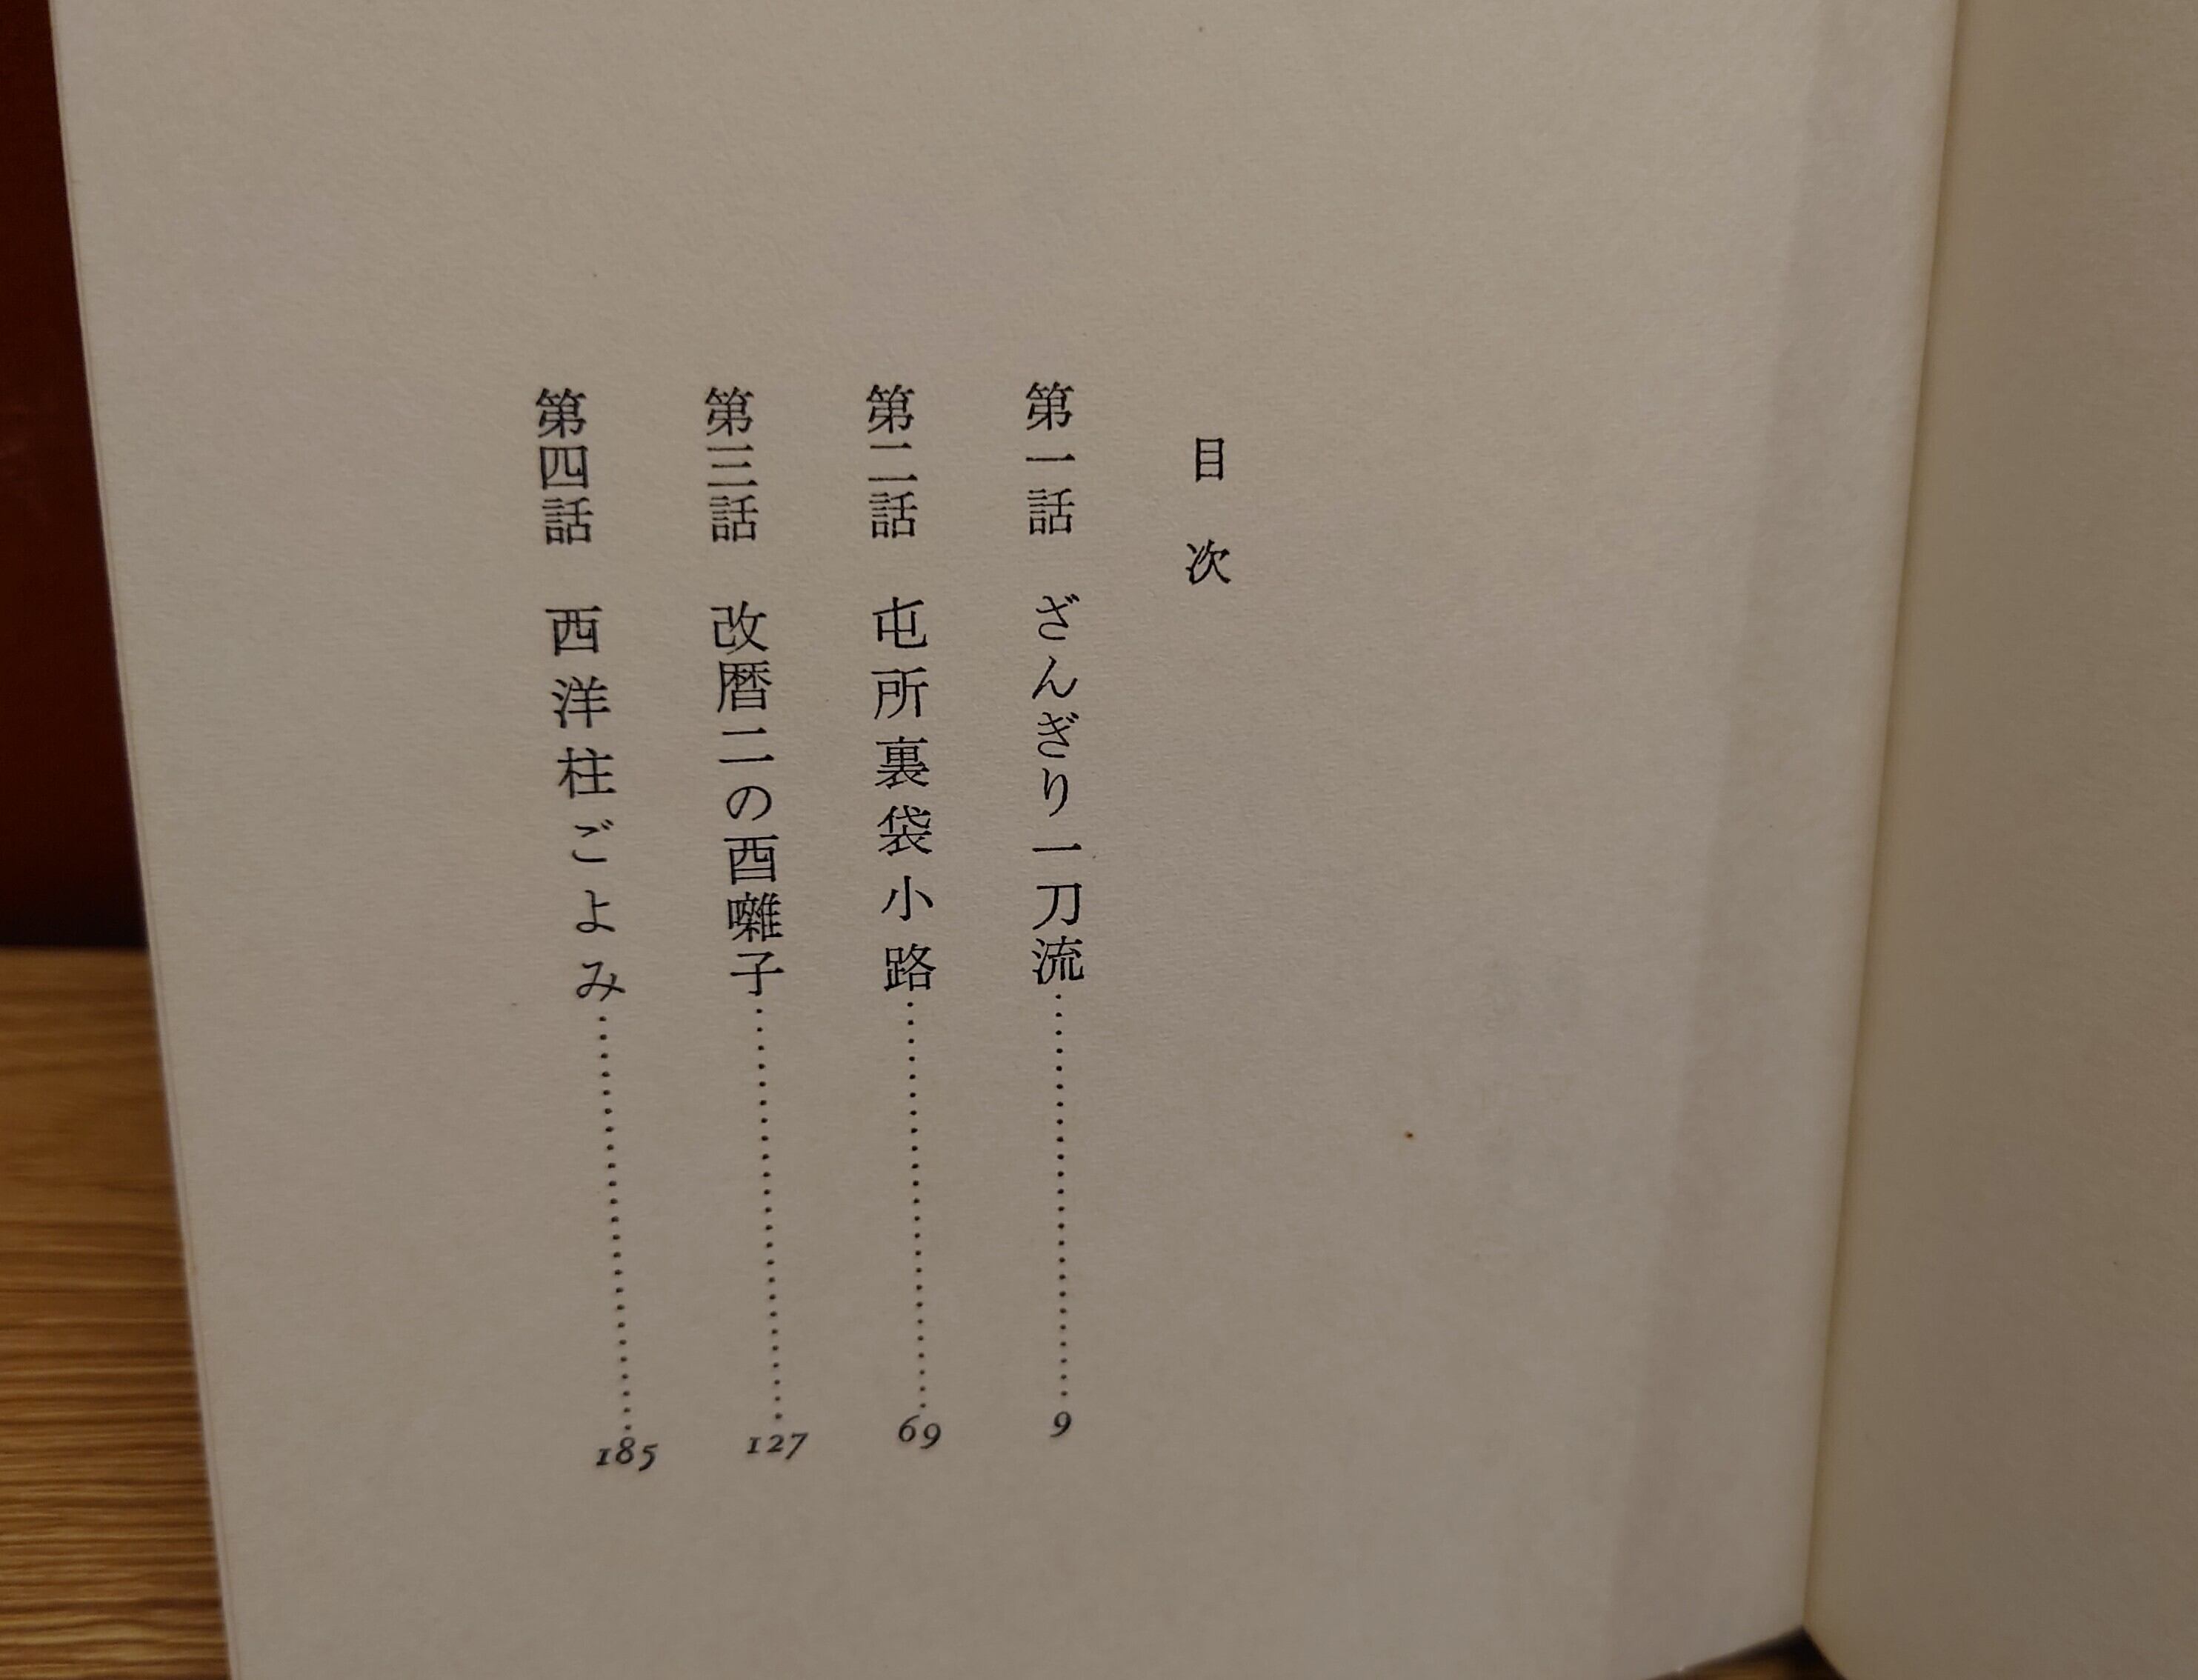 目次
第一話 ざんぎり一刀流…………9
第二話 屯所裏袋小路…………69
第三話 改暦二の酉囃子…………127
第四話 西洋柱ごよみ…………185